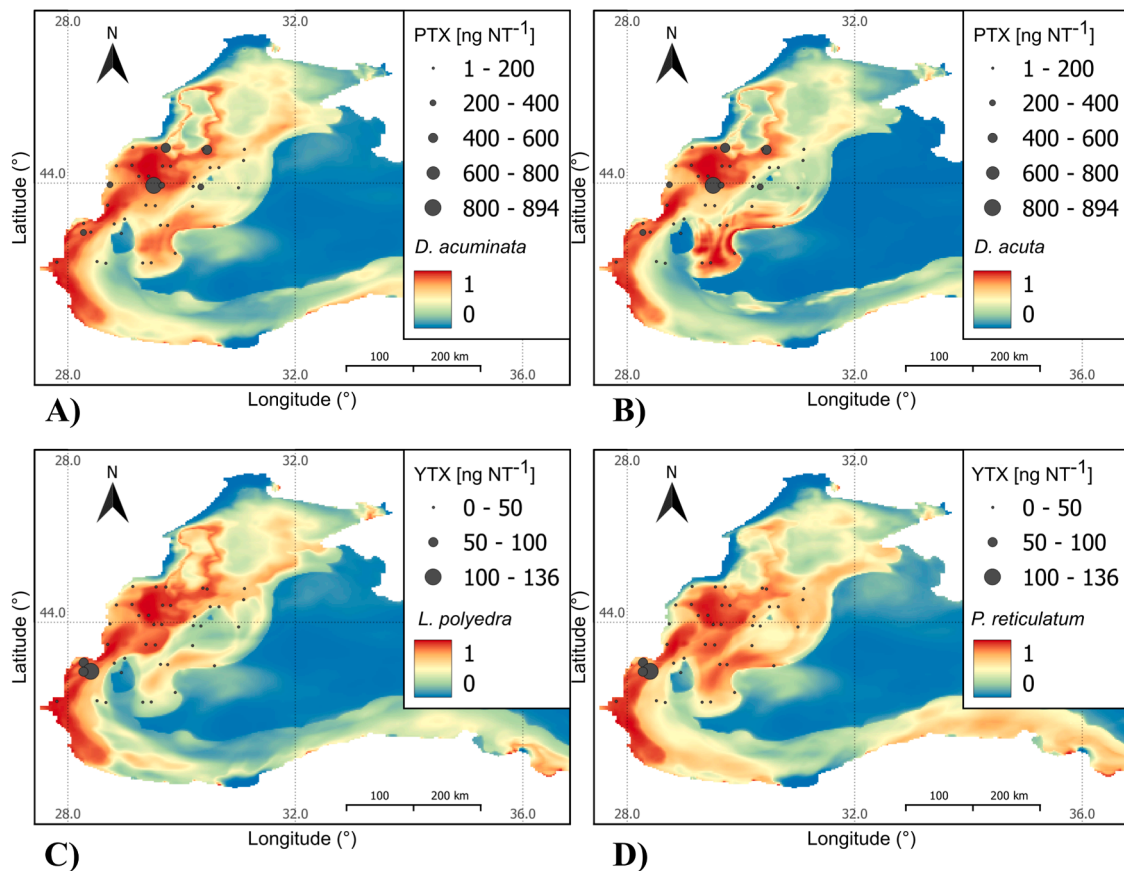 28.0
32.0
N
PTX [ng NT⁻¹]
1 - 200
200 - 400
400 - 600
600 - 800
800 - 894
D. acuminata
1
0
Latitude (°)
44.0
100 200 km
28.0
32.0
36.0
Longitude (°)
A)
28.0
32.0
N
PTX [ng NT⁻¹]
1 - 200
200 - 400
400 - 600
600 - 800
800 - 894
D. acuta
1
0
Latitude (°)
44.0
100 200 km
28.0
32.0
36.0
Longitude (°)
B)
28.0
32.0
N
YTX [ng NT⁻¹]
0 - 50
50 - 100
100 - 136
L. polyedra
1
0
Latitude (°)
44.0
100 200 km
28.0
32.0
36.0
Longitude (°)
C)
28.0
32.0
N
YTX [ng NT⁻¹]
0 - 50
50 - 100
100 - 136
P. reticulatum
1
0
Latitude (°)
44.0
100 200 km
28.0
32.0
36.0
Longitude (°)
D)